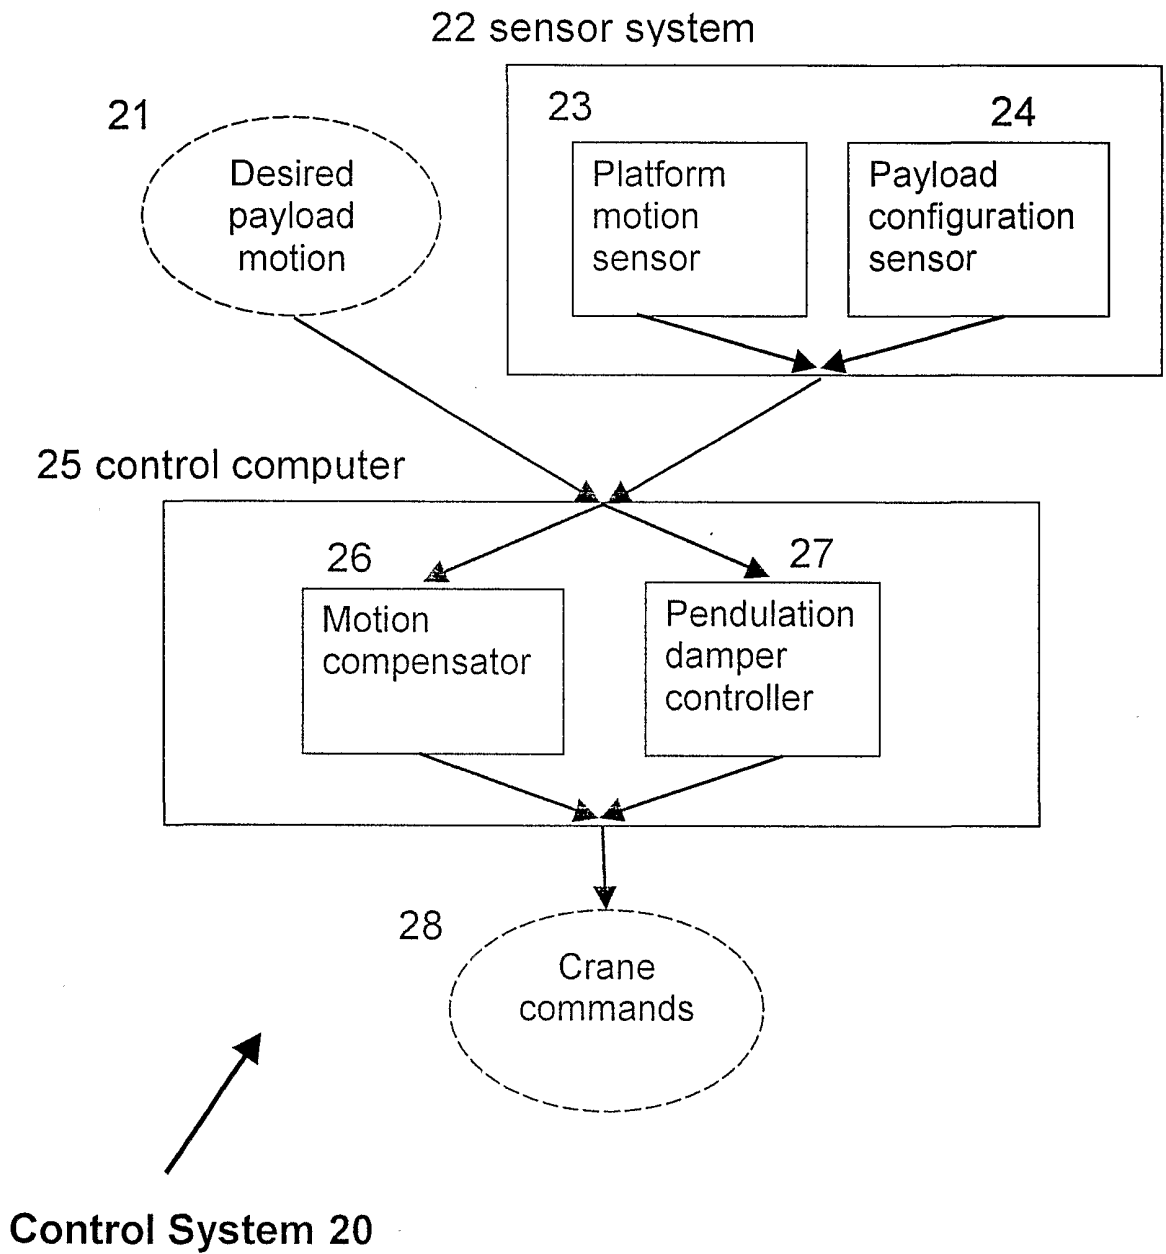 22 sensor system
21
23
24
Desired
payload
motion
Platform
motion
sensor
Payload
configuration
sensor
25 control computer
26
27
Motion
compensator
Pendulation
damper
controller
28
Crane
commands
Control System 20